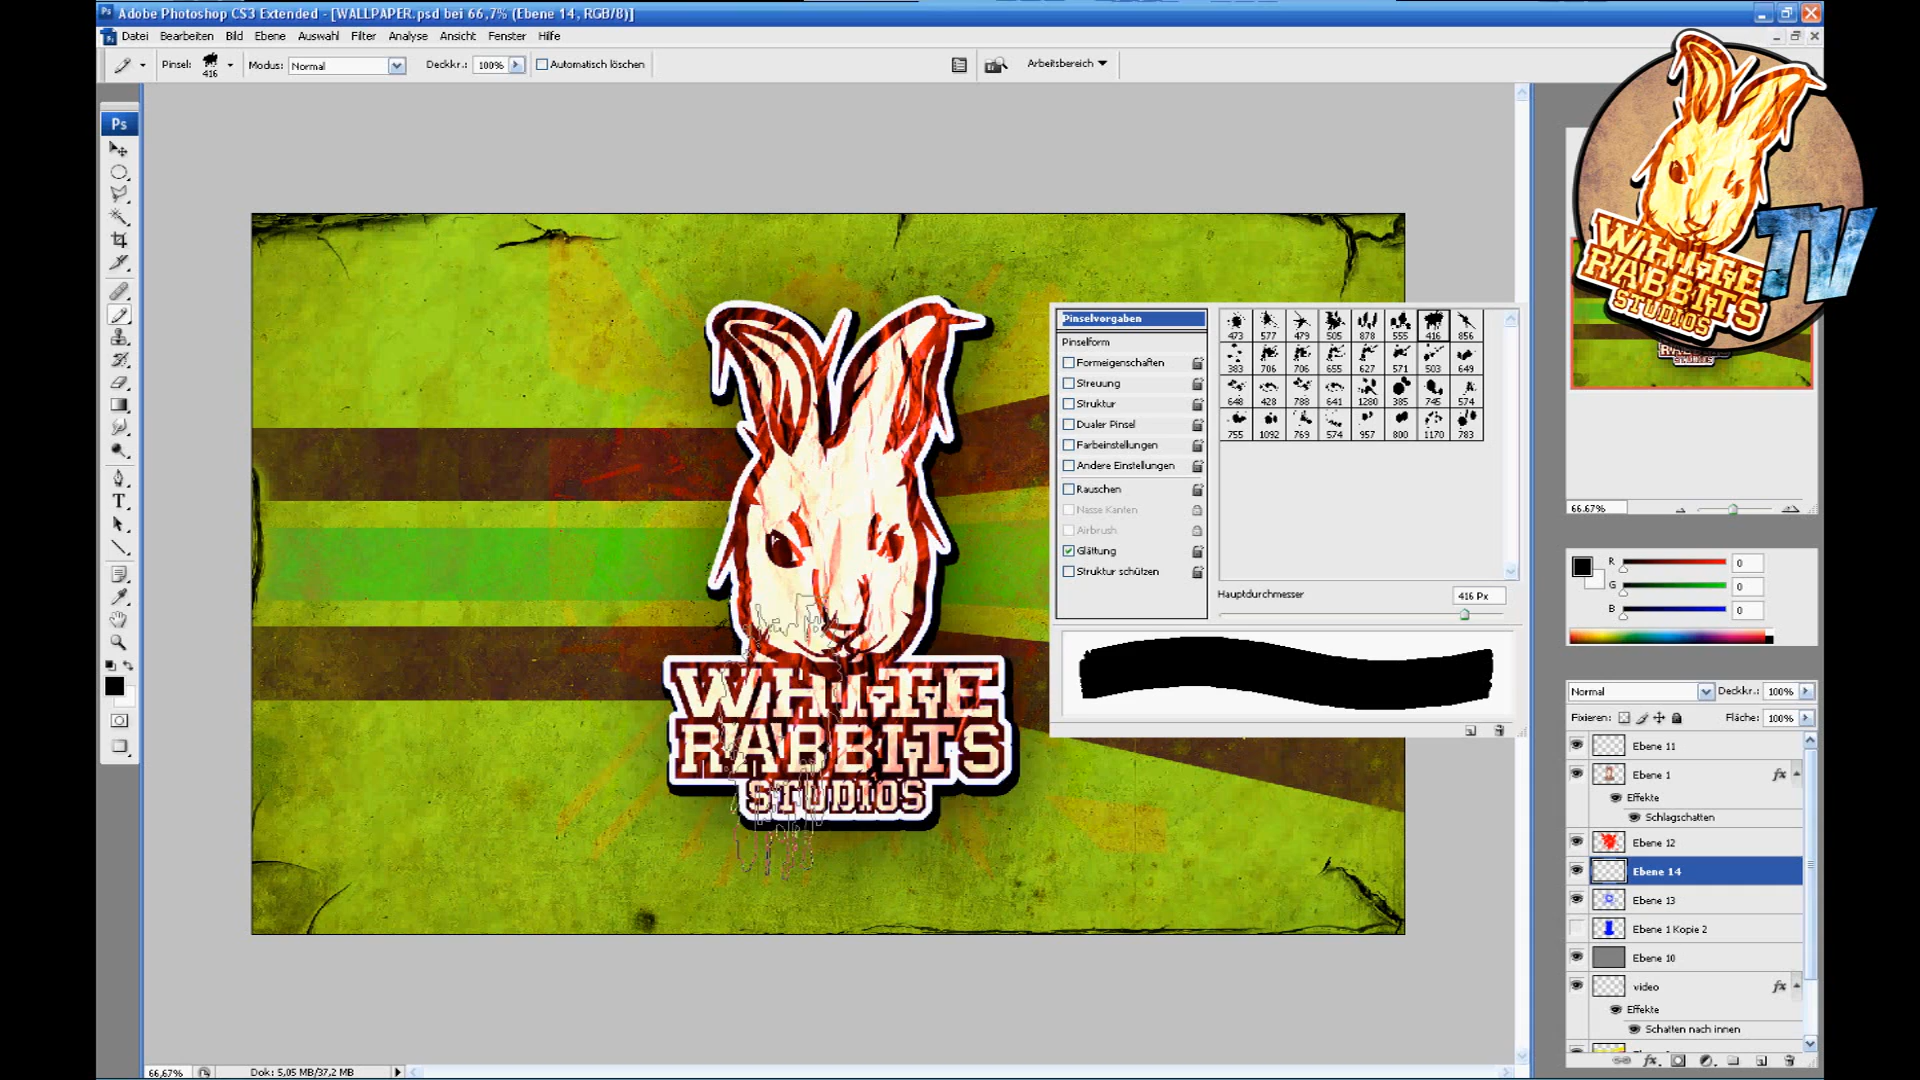 Adobe Photoshop CS3 Extended - [WALLPAPER.psd bei 66,7% (Ebene 14, RGB/8)]
Datei Bearbeiten Bild Ebene Auswahl Filter Analyse Ansicht Fenster Hilfe
Pinsel: 416 Modus: Normal Deckkr.: 100% Automatisch löschen Arbeitsbereich
Ps
WHITE
RABBITS
STUDIOS
TV
WHITE
RABBITS
STUDIOS
Pinselvorgaben
Pinselform
Formeigenschaften
Streuung
Struktur
Dualer Pinsel
Farbeinstellungen
Andere Einstellungen
Rauschen
Nasse Kanten
Airbrush
Glättung
Struktur schützen
473 577 479 505 878 555 416 856
383 706 706 655 627 571 503 649
648 428 788 641 1280 385 745 574
755 1092 769 574 957 800 1170 783
Hauptdurchmesser 416 Px
RABBITS
STUDIOS
66.67%
R 0
G 0
B 0
Normal Deckkr.: 100%
Fixieren: Fläche: 100%
Ebene 11
Ebene 1 fx
Effekte
Schlagschatten
Ebene 12
Ebene 14
Ebene 13
Ebene 1 Kopie 2
Ebene 10
video fx
Effekte
Schatten nach innen
66,67% Dok: 5,05 MB/37,2 MB